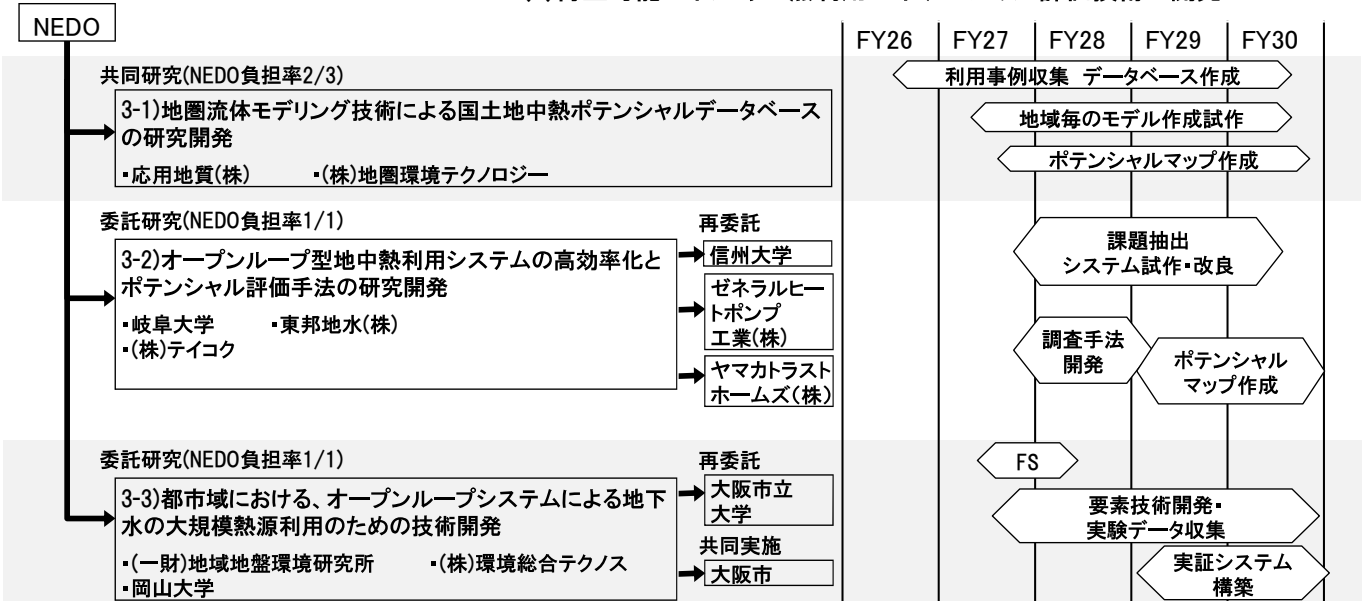 NEDO
FY26 FY27 FY28 FY29 FY30
共同研究(NEDO負担率2/3)
3-1)地圏流体モデリング技術による国土地中熱ポテンシャルデータベース
の研究開発
▪応用地質(株) ▪(株)地圏環境テクノロジー
利用事例収集 データベース作成
地域毎のモデル作成試作
ポテンシャルマップ作成
委託研究(NEDO負担率1/1)
3-2)オープンループ型地中熱利用システムの高効率化と
ポテンシャル評価手法の研究開発
▪岐阜大学 ▪東邦地水(株)
▪(株)テイコク
再委託
信州大学
ゼネラルヒー
トポンプ
工業(株)
ヤマカトラスト
ホームズ(株)
課題抽出
システム試作▪改良
調査手法
開発
ポテンシャル
マップ作成
委託研究(NEDO負担率1/1)
3-3)都市域における、オープンループシステムによる地下
水の大規模熱源利用のための技術開発
▪(一財)地域地盤環境研究所 ▪(株)環境総合テクノス
▪岡山大学
再委託
大阪市立
大学
共同実施
大阪市
FS
要素技術開発▪
実験データ収集
実証システム
構築